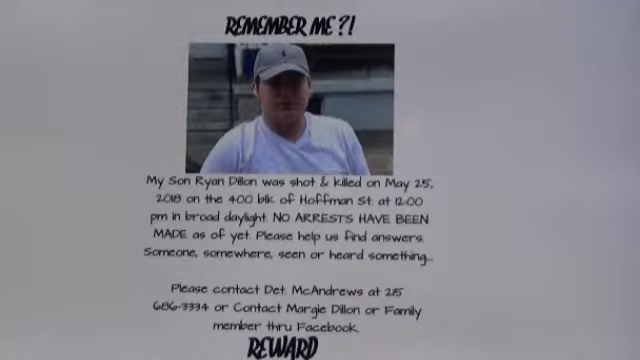 REMEMBER ME?!
My Son Ryan Dillon was shot & killed on May 25,
2018 on the 400 blk. of Hoffman St. at 12:00
pm in broad daylight. NO ARRESTS HAVE BEEN
MADE as of yet. Please help us find answers.
Someone, somewhere, seen or heard something...
Please contact Det. McAndrews at 215
686-3334 or Contact Margie Dillon or Family
member thru Facebook.
REWARD